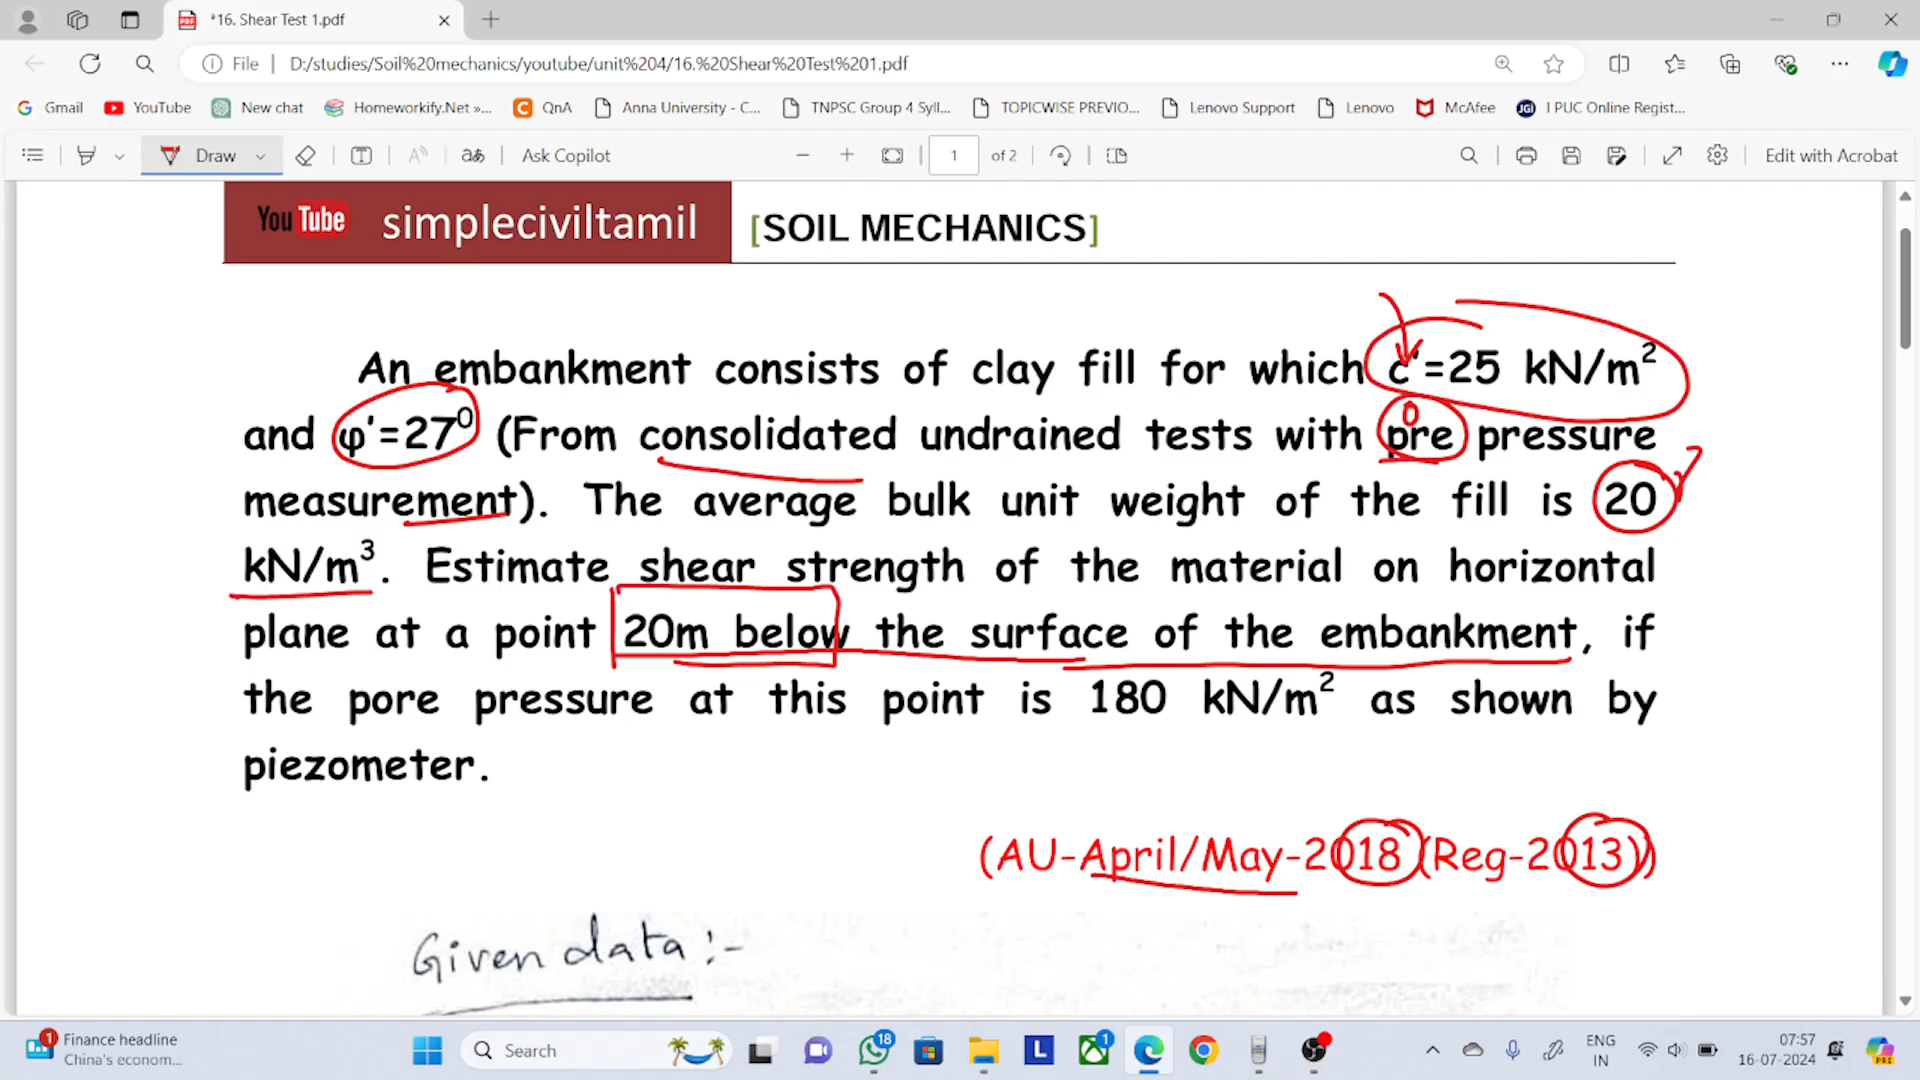 *16. Shear Test 1.pdf
File
D:/studies/Soil%20mechanics/youtube/unit%204/16.%20Shear%20Test%201.pdf
Gmail
YouTube
New chat
Homeworkify.Net »...
QnA
Anna University - C...
TNPSC Group 4 Syll...
TOPICWISE PREVIO...
Lenovo Support
Lenovo
McAfee
I PUC Online Regist...
Draw
Ask Copilot
1 of 2
Edit with Acrobat
YouTube simpleciviltamil [SOIL MECHANICS]
An embankment consists of clay fill for which c'=25 kN/m²
and φ'=27⁰ (From consolidated undrained tests with pre pressure
measurement). The average bulk unit weight of the fill is 20
kN/m³. Estimate shear strength of the material on horizontal
plane at a point 20m below the surface of the embankment, if
the pore pressure at this point is 180 kN/m² as shown by
piezometer.
(AU-April/May-2018 (Reg-2013))
Given data :-
1
Finance headline
China's econom...
Search
18
1
ENG
IN
07:57
16-07-2024